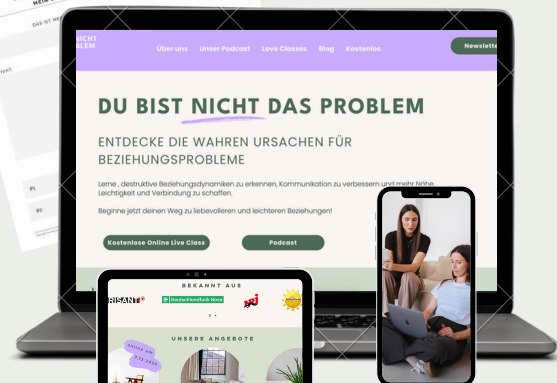 NICHT
BLEM
Über uns Unser Podcast Love Classes Blog Kostenlos
Newslette
DU BIST NICHT DAS PROBLEM
ENTDECKE DIE WAHREN URSACHEN FÜR
BEZIEHUNGSPROBLEME
Lerne , destruktive Beziehungsdynamiken zu erkennen, Kommunikation zu verbessern und mehr Nähe,
Leichtigkeit und Verbindung zu schaffen.
Beginne jetzt deinen Weg zu liebevolleren und leichteren Beziehungen!
Kostenlose Online Live Class Podcast
BEKANNT AUS
RISANT Deutschlandfunk Nova NRJ
UNSERE ANGEBOTE
online am